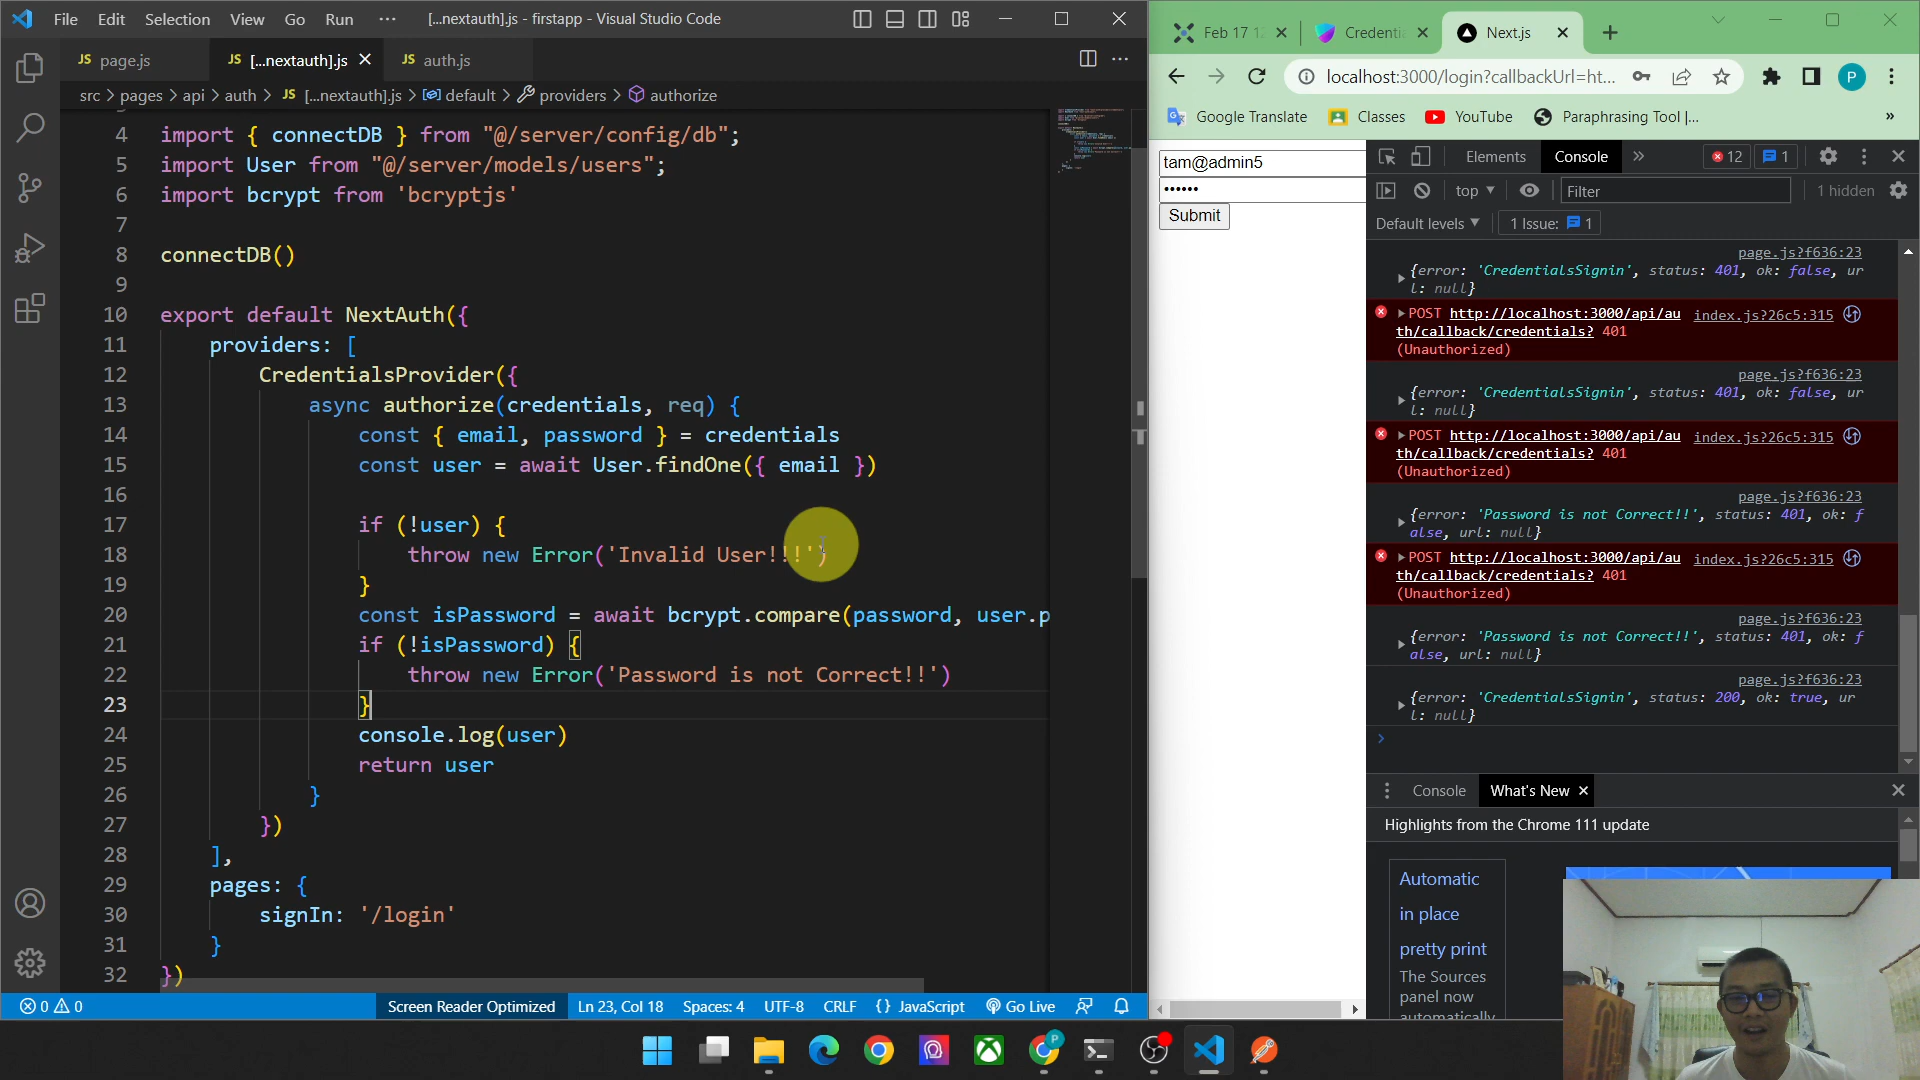 File Edit Selection View Go Run ··· [...nextauth].js - firstapp - Visual Studio Code
JS page.js
JS [...nextauth].js
JS auth.js
src > pages > api > auth > JS [...nextauth].js > default > providers > authorize
4 import { connectDB } from "@/server/config/db";
5 import User from "@/server/models/users";
6 import bcrypt from 'bcryptjs'
7
8 connectDB()
9
10 export default NextAuth({
11 providers: [
12 CredentialsProvider({
13 async authorize(credentials, req) {
14 const { email, password } = credentials
15 const user = await User.findOne({ email })
16
17 if (!user) {
18 throw new Error('Invalid User!!!')
19 }
20 const isPassword = await bcrypt.compare(password, user.p
21 if (!isPassword) {
22 throw new Error('Password is not Correct!!')
23 }
24 console.log(user)
25 return user
26 }
27 })
28 ],
29 pages: {
30 signIn: '/login'
31 }
32 })
0 0 Screen Reader Optimized Ln 23, Col 18 Spaces: 4 UTF-8 CRLF {} JavaScript Go Live
Feb 17 1
Credentia
Next.js
localhost:3000/login?callbackUrl=ht...
P
Google Translate Classes YouTube Paraphrasing Tool |... »
tam@admin5
••••••
Submit
Elements Console » 12 1
top Filter 1 hidden
Default levels 1 Issue: 1
page.js?f636:23
{error: 'CredentialsSignin', status: 401, ok: false, ur
l: null}
POST http://localhost:3000/api/au index.js?26c5:315
th/callback/credentials? 401
(Unauthorized)
page.js?f636:23
{error: 'CredentialsSignin', status: 401, ok: false, ur
l: null}
POST http://localhost:3000/api/au index.js?26c5:315
th/callback/credentials? 401
(Unauthorized)
page.js?f636:23
{error: 'Password is not Correct!!', status: 401, ok: f
alse, url: null}
POST http://localhost:3000/api/au index.js?26c5:315
th/callback/credentials? 401
(Unauthorized)
page.js?f636:23
{error: 'Password is not Correct!!', status: 401, ok: f
alse, url: null}
page.js?f636:23
{error: 'CredentialsSignin', status: 200, ok: true, ur
l: null}
Console What's New
Highlights from the Chrome 111 update
Automatic
in place
pretty print
The Sources
panel now
automatically
P